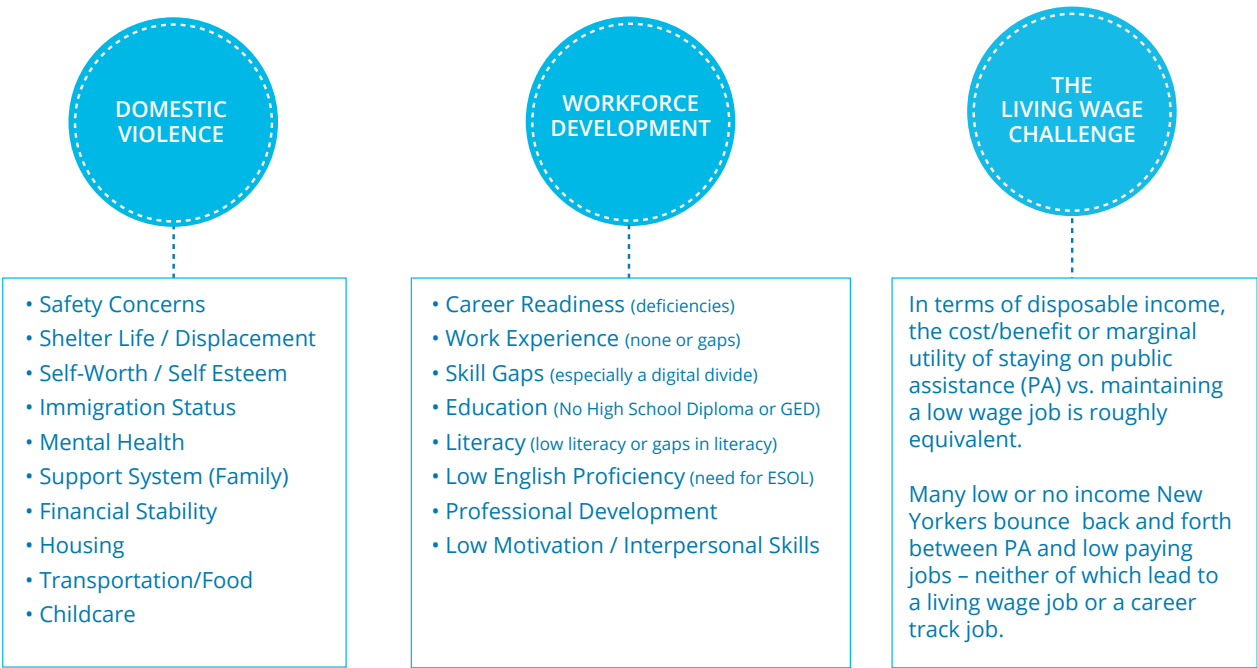 DOMESTIC
VIOLENCE
• Safety Concerns
• Shelter Life / Displacement
• Self-Worth / Self Esteem
• Immigration Status
• Mental Health
• Support System (Family)
• Financial Stability
• Housing
• Transportation/Food
• Childcare
WORKFORCE
DEVELOPMENT
• Career Readiness (deficiencies)
• Work Experience (none or gaps)
• Skill Gaps (especially a digital divide)
• Education (No High School Diploma or GED)
• Literacy (low literacy or gaps in literacy)
• Low English Proficiency (need for ESOL)
• Professional Development
• Low Motivation / Interpersonal Skills
THE
LIVING WAGE
CHALLENGE
In terms of disposable income,
the cost/benefit or marginal
utility of staying on public
assistance (PA) vs. maintaining
a low wage job is roughly
equivalent.
Many low or no income New
Yorkers bounce  back and forth
between PA and low paying
jobs – neither of which lead to
a living wage job or a career
track job.